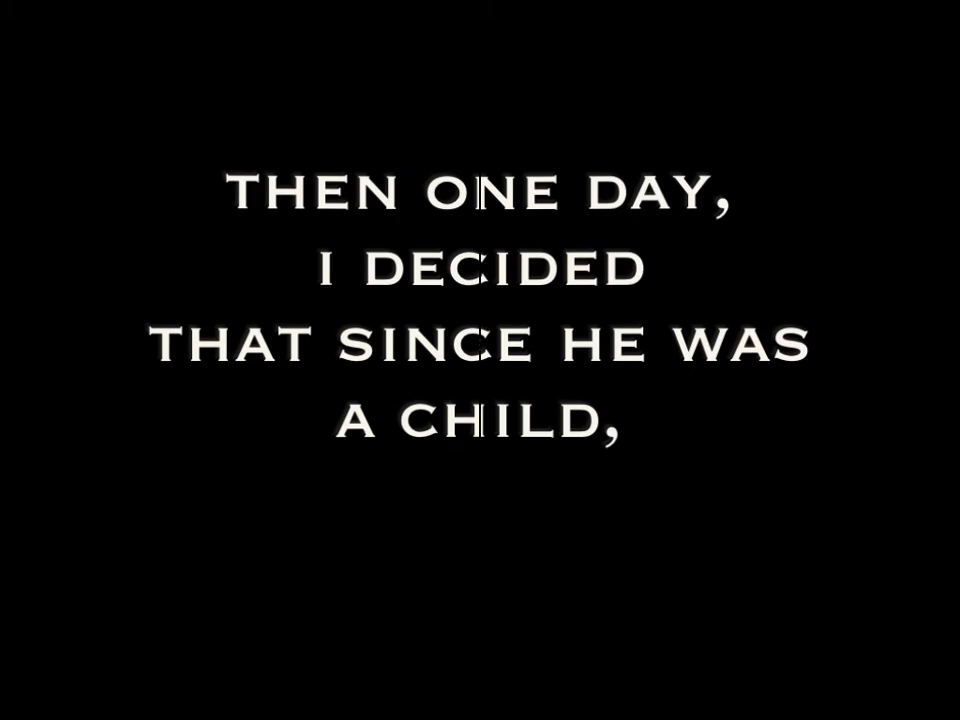 THEN ONE DAY,
I DECIDED
THAT SINCE HE WAS
A CHILD,